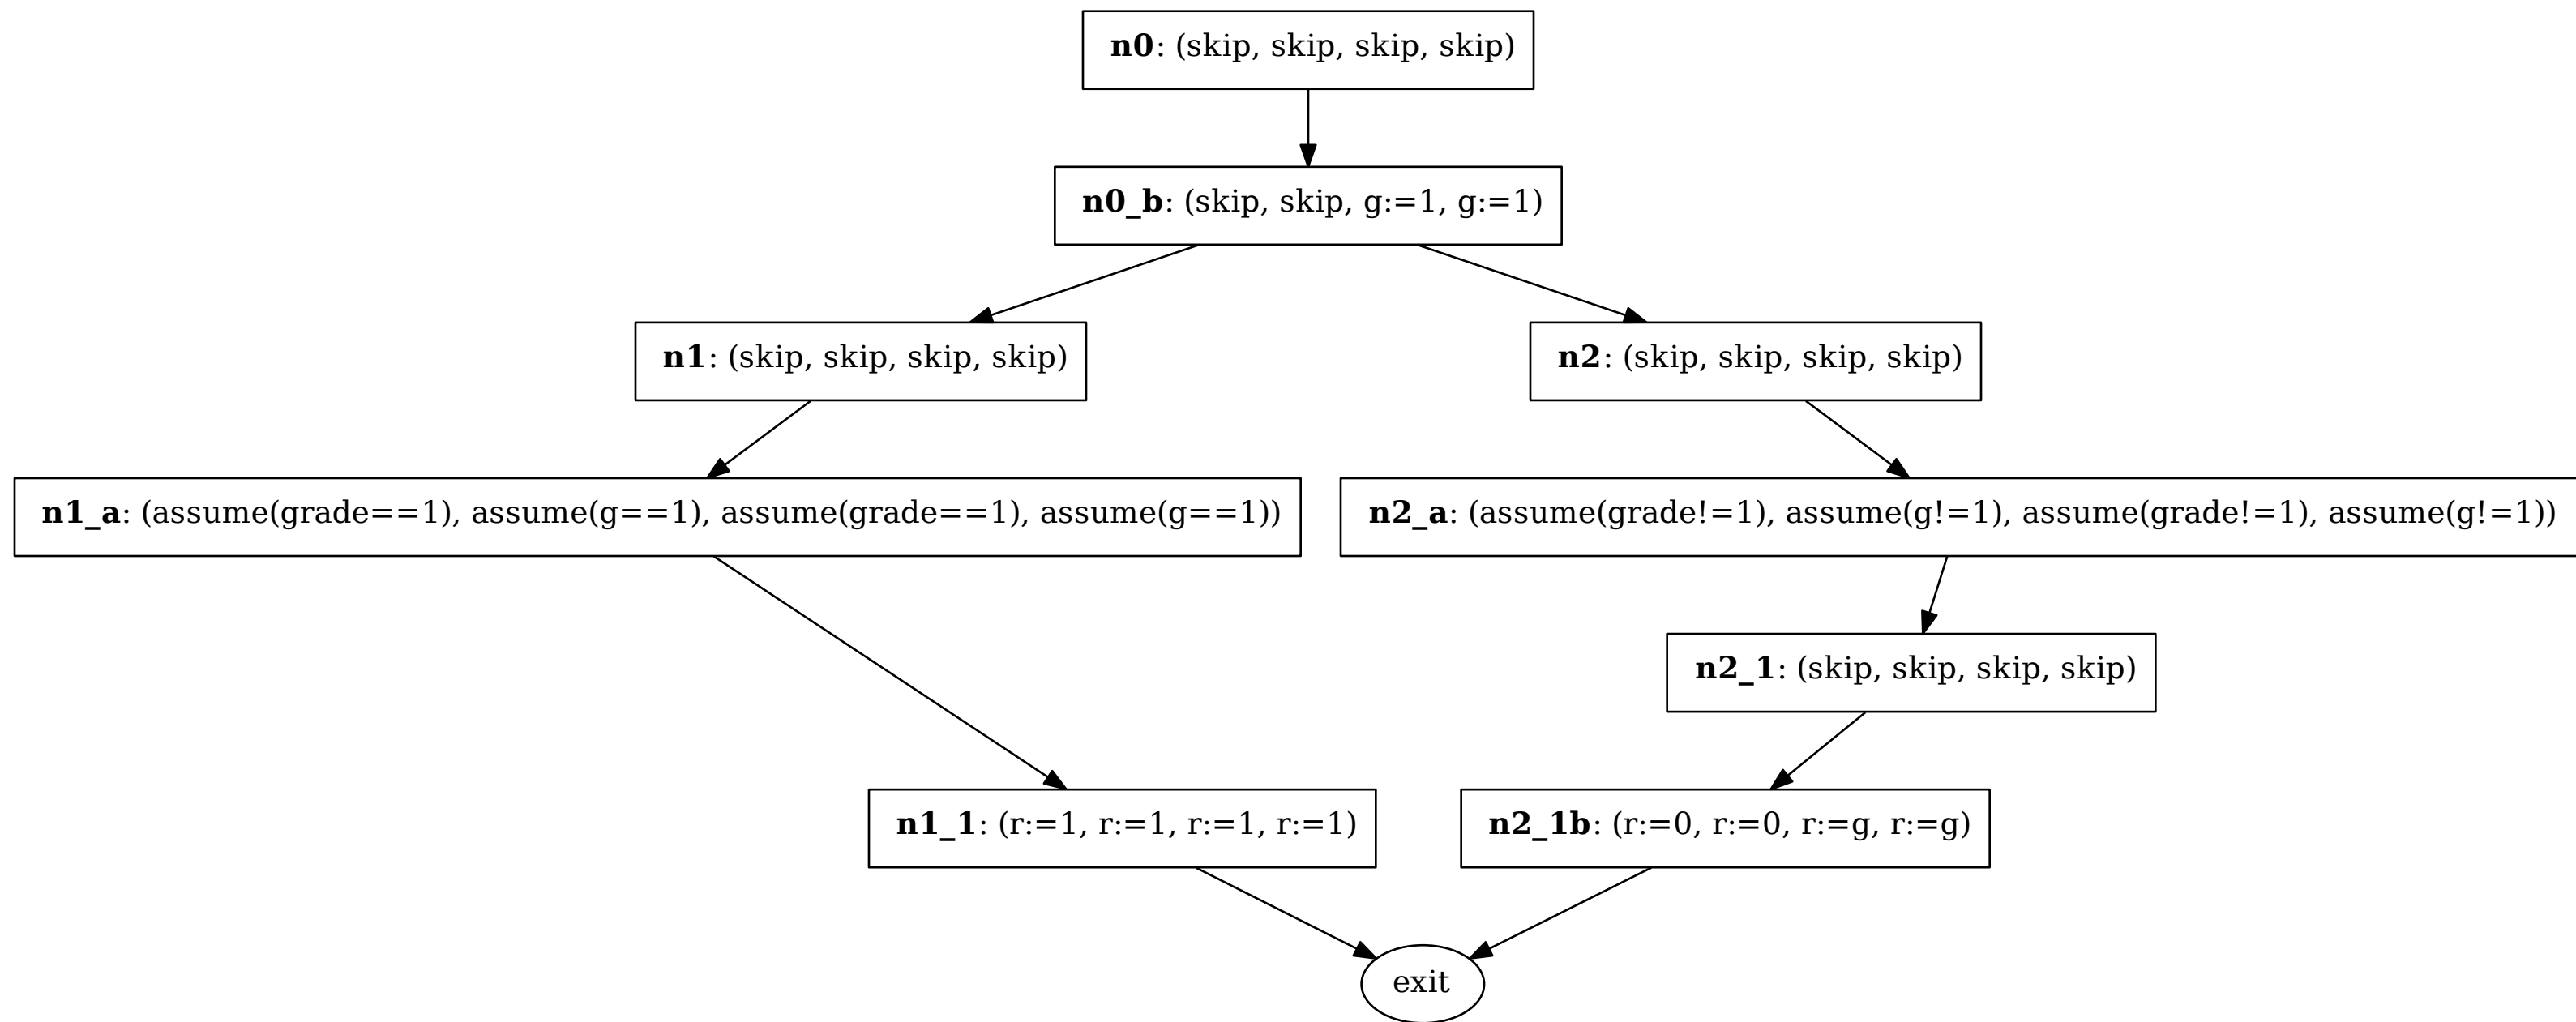 n0: (skip, skip, skip, skip)
n0_b: (skip, skip, g:=1, g:=1)
n1: (skip, skip, skip, skip)
n2: (skip, skip, skip, skip)
n1_a: (assume(grade==1), assume(g==1), assume(grade==1), assume(g==1))
n2_a: (assume(grade!=1), assume(g!=1), assume(grade!=1), assume(g!=1))
n2_1: (skip, skip, skip, skip)
n1_1: (r:=1, r:=1, r:=1, r:=1)
n2_1b: (r:=0, r:=0, r:=g, r:=g)
exit